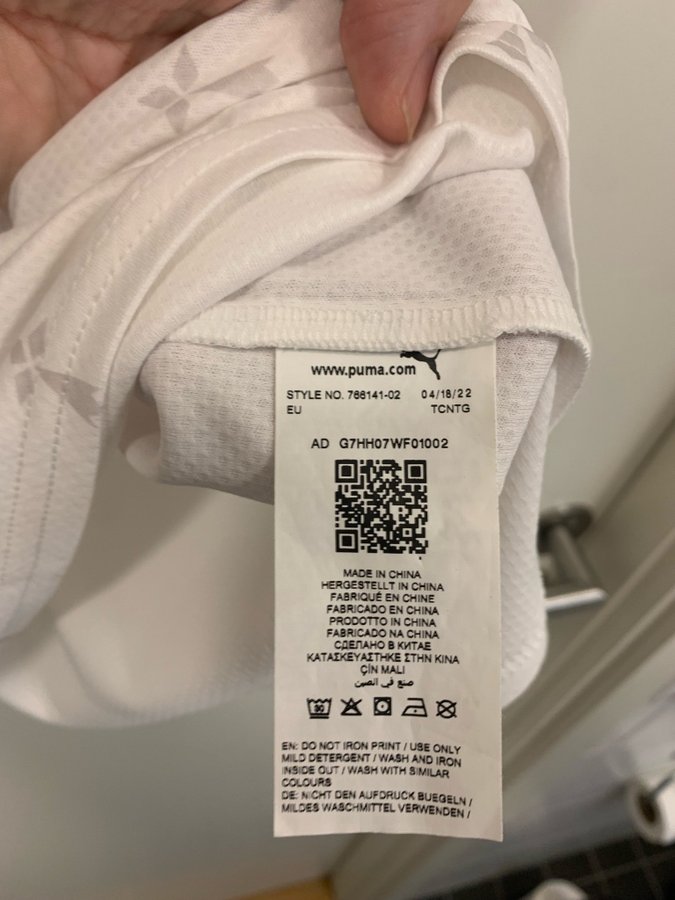 www.puma.com
STYLE NO. 766141-02 04/18/22
EU TCNTG
AD G7HH07WF01002
MADE IN CHINA
HERGESTELLT IN CHINA
FABRIQUÉ EN CHINE
FABRICADO EN CHINA
PRODOTTO IN CHINA
FABRICADO NA CHINA
СДЕЛАНО В КИТАЕ
ΚΑΤΑΣΚΕΥΑΣΤΗΚΕ ΣΤΗΝ ΚΙΝΑ
ÇİN MALI
صنع في الصين
30
EN: DO NOT IRON PRINT / USE ONLY
MILD DETERGENT / WASH AND IRON
INSIDE OUT / WASH WITH SIMILAR
COLOURS
DE: NICHT DEN AUFDRUCK BUEGELN /
MILDES WASCHMITTEL VERWENDEN /